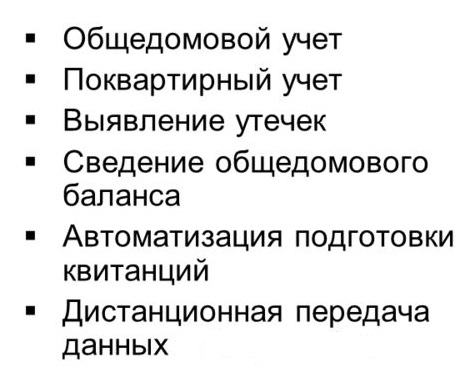 ▪ Общедомовой учет
▪ Поквартирный учет
▪ Выявление утечек
▪ Сведение общедомового
баланса
▪ Автоматизация подготовки
квитанций
▪ Дистанционная передача
данных